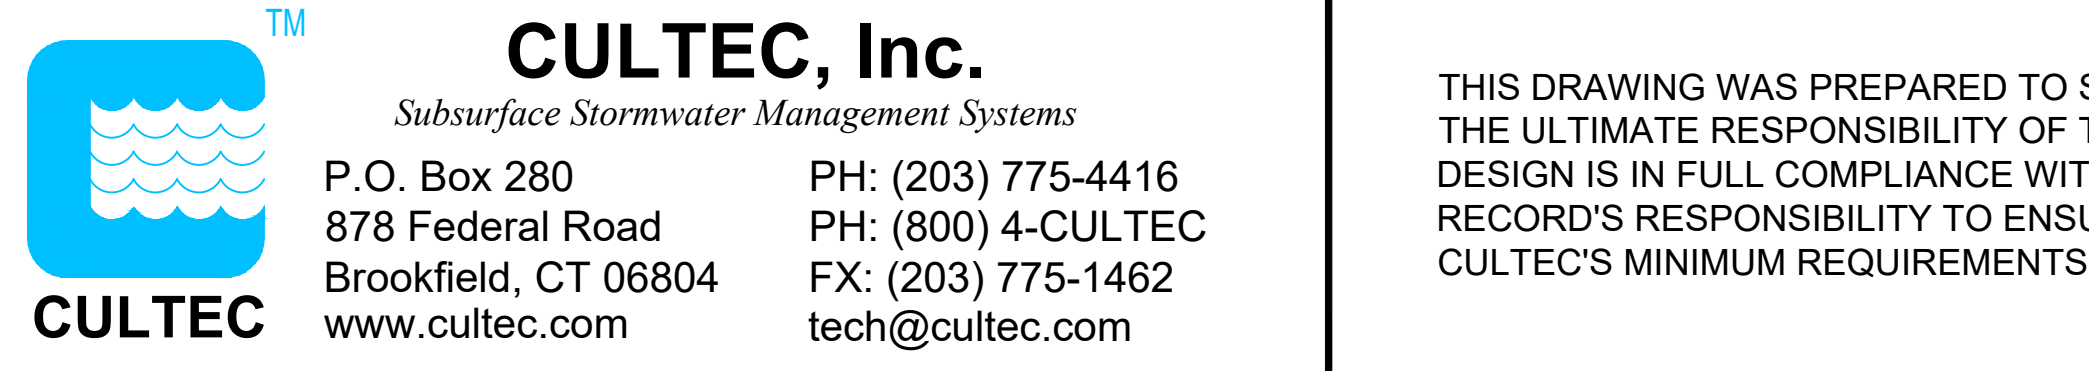 TM
CULTEC
CULTEC, Inc.
Subsurface Stormwater Management Systems
P.O. Box 280
878 Federal Road
Brookfield, CT 06804
www.cultec.com
PH: (203) 775-4416
PH: (800) 4-CULTEC
FX: (203) 775-1462
tech@cultec.com
THIS DRAWING WAS PREPARED TO
THE ULTIMATE RESPONSIBILITY OF
DESIGN IS IN FULL COMPLIANCE
RECORD'S RESPONSIBILITY TO
CULTEC'S MINIMUM REQUIREMENTS